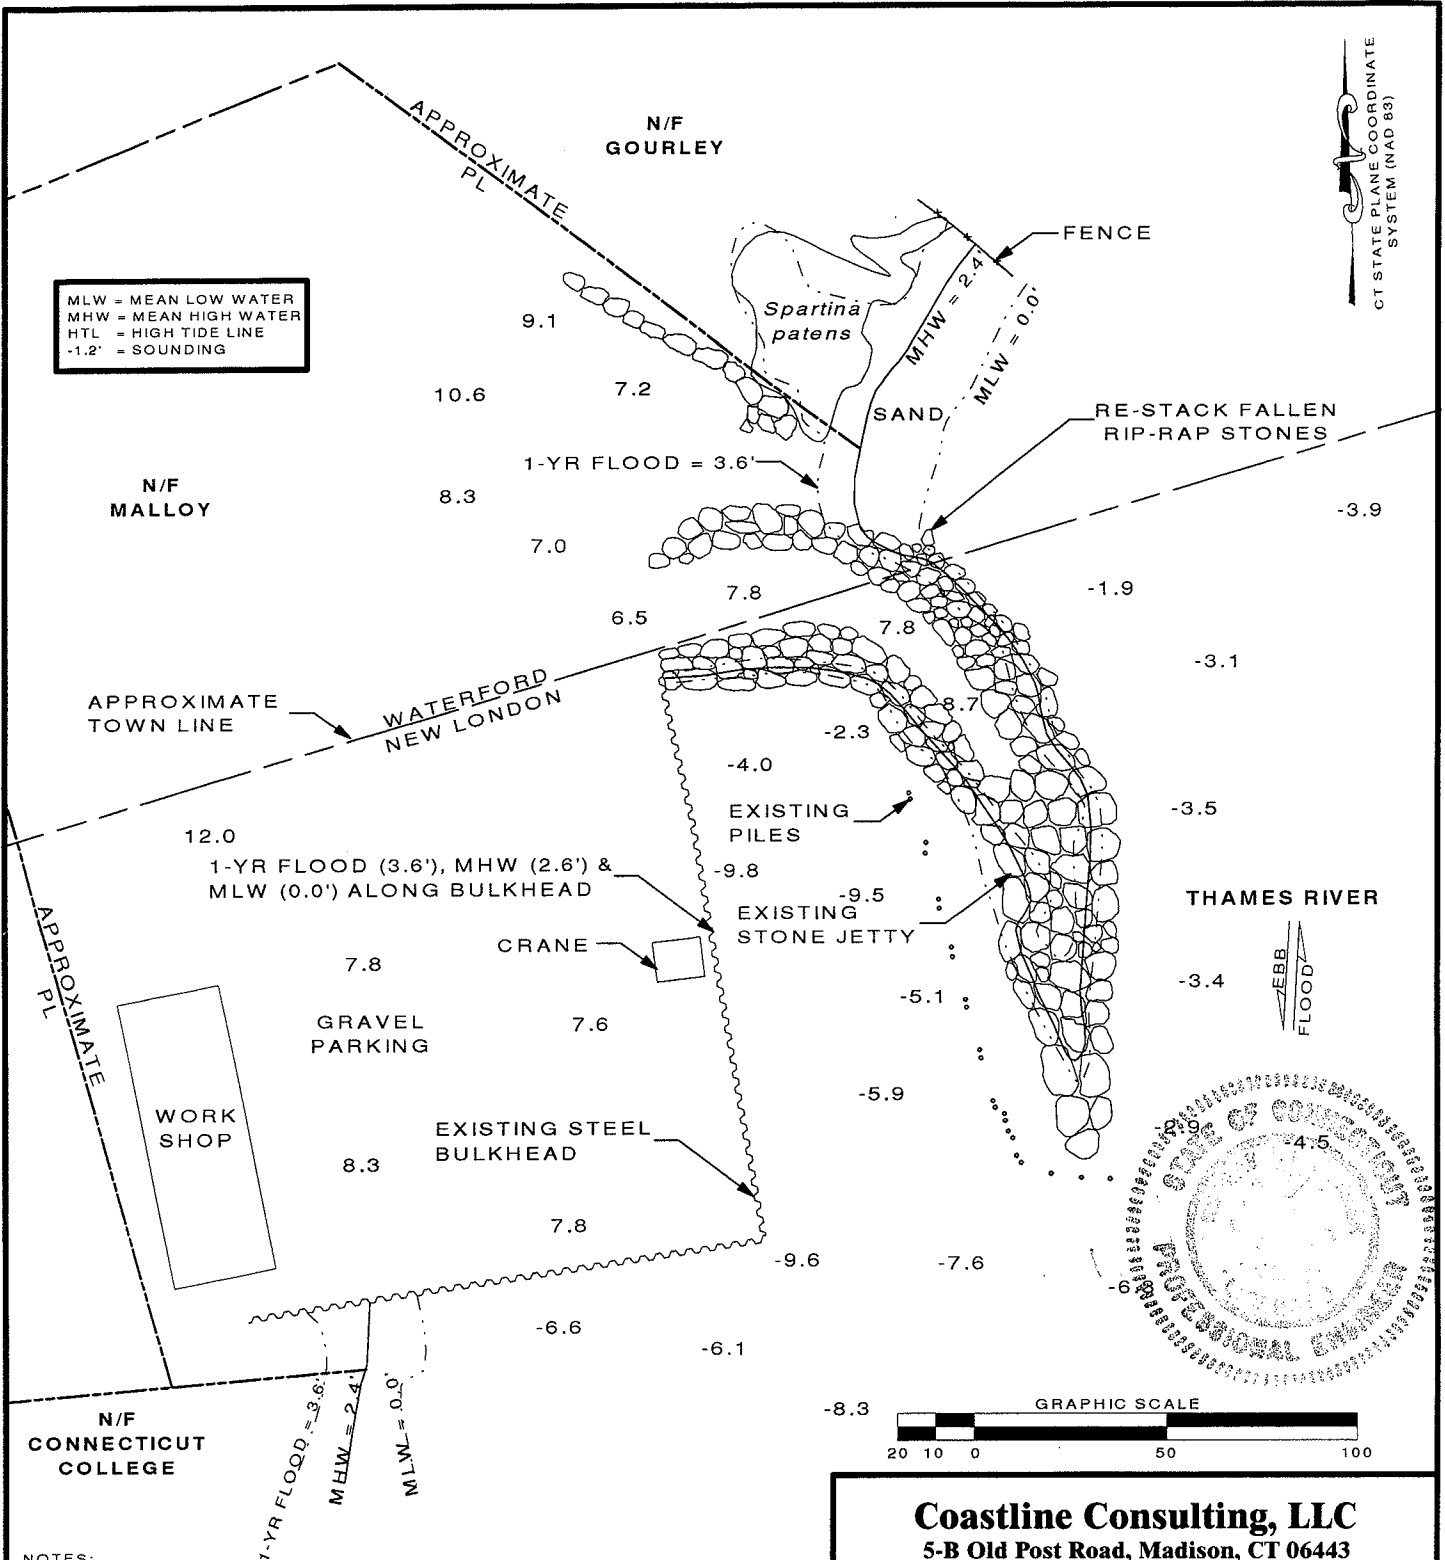 CT STATE PLANE COORDINATE
SYSTEM (NAD 83)
APPROXIMATE
PL
N/F
GOURLEY
FENCE
MLW = MEAN LOW WATER
MHW = MEAN HIGH WATER
HTL = HIGH TIDE LINE
-1.2' = SOUNDING
Spartina
patens
MHW = 2.4'
MLW = 0.0'
9.1
10.6
7.2
SAND
RE-STACK FALLEN
RIP-RAP STONES
1-YR FLOOD = 3.6'
N/F
MALLOY
8.3
-3.9
7.0
7.8
-1.9
6.5
7.8
-3.1
APPROXIMATE
TOWN LINE
WATERFORD
NEW LONDON
8.7
-2.3
-4.0
EXISTING
PILES
-3.5
12.0
1-YR FLOOD (3.6'), MHW (2.6') &
MLW (0.0') ALONG BULKHEAD
-9.8
-9.5
THAMES RIVER
EXISTING
STONE JETTY
CRANE
APPROXIMATE
PL
7.8
-5.1
-3.4
EBB
FLOOD
GRAVEL
PARKING
7.6
-5.9
WORK
SHOP
EXISTING STEEL
BULKHEAD
-2.9
-4.5
STATE OF CONNECTICUT
PROFESSIONAL ENGINEER
8.3
7.8
-9.6
-7.6
-6.6
-6.1
-8.3
1-YR FLOOD = 3.6'
MHW = 2.4'
MLW = 0.0'
N/F
CONNECTICUT
COLLEGE
GRAPHIC SCALE
20 10 0 50 100
Coastline Consulting, LLC
5-B Old Post Road, Madison, CT 06443
NOTES: